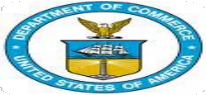 DEPARTMENT OF COMMERCE
UNITED STATES OF AMERICA